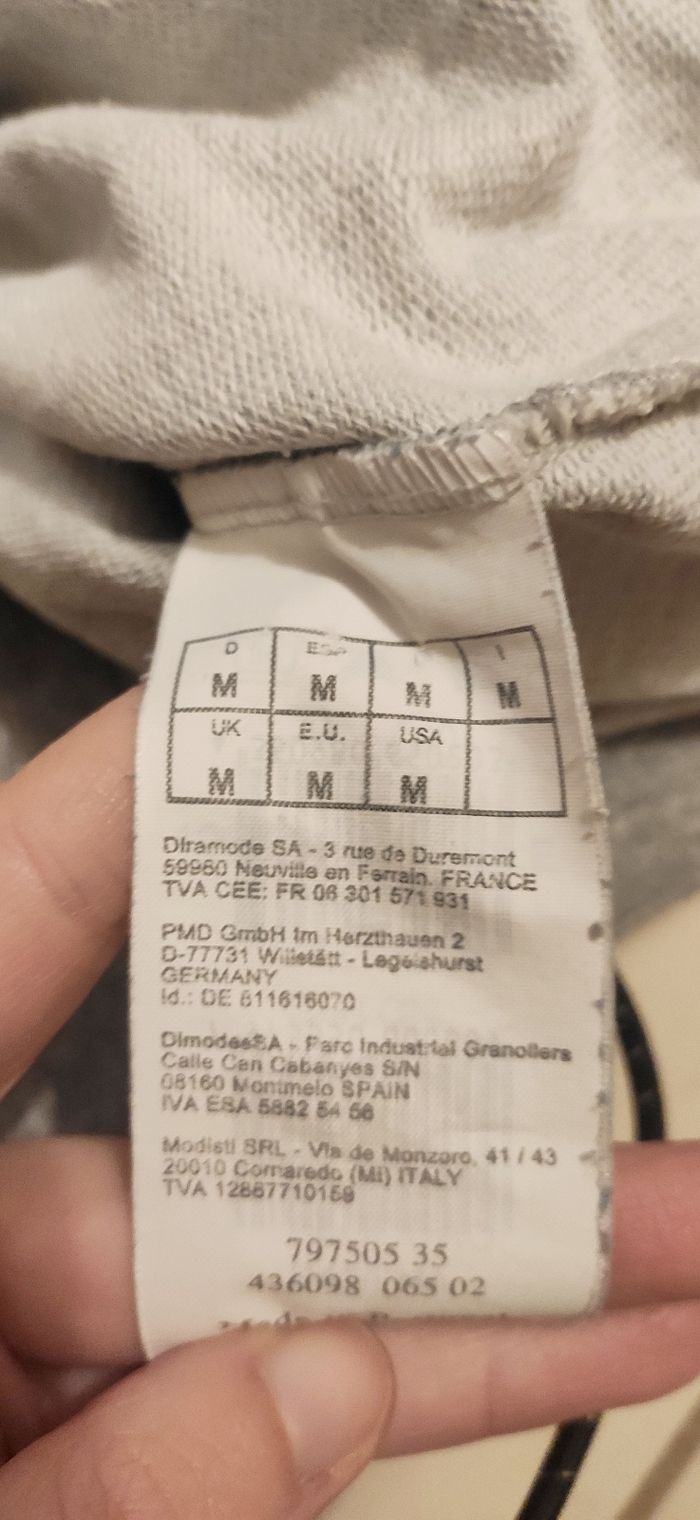 D ESP I
M M M M
UK E.U. USA
M M M
Diramode SA - 3 rue de Duremont
59960 Neuville en Ferrain. FRANCE
TVA CEE: FR 06 301 571 931
PMD GmbH Im Herzthauen 2
D-77731 Willstätt - Legelshurst
GERMANY
Id.: DE 811616070
DimodesSA - Parc Industrial Granollers
Calle Can Cabanyes S/N
08160 Montmelo SPAIN
IVA ESA 5882 54 56
Modisti SRL - Via de Monzoro, 41 / 43
20010 Cornaredo (Mi) ITALY
TVA 12867710159
797505 35
436098 065 02
Made